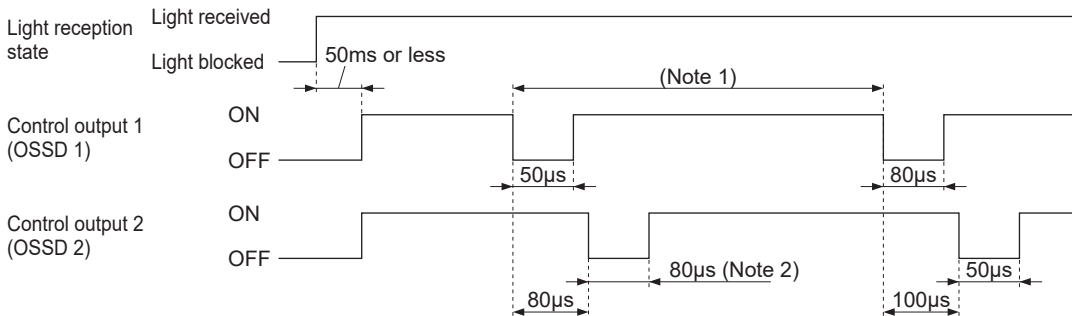 Light reception
state
Light received
Light blocked
50ms or less
(Note 1)
Control output 1
(OSSD 1)
ON
OFF
50µs
80µs
Control output 2
(OSSD 2)
ON
OFF
80µs (Note 2)
50µs
80µs
100µs